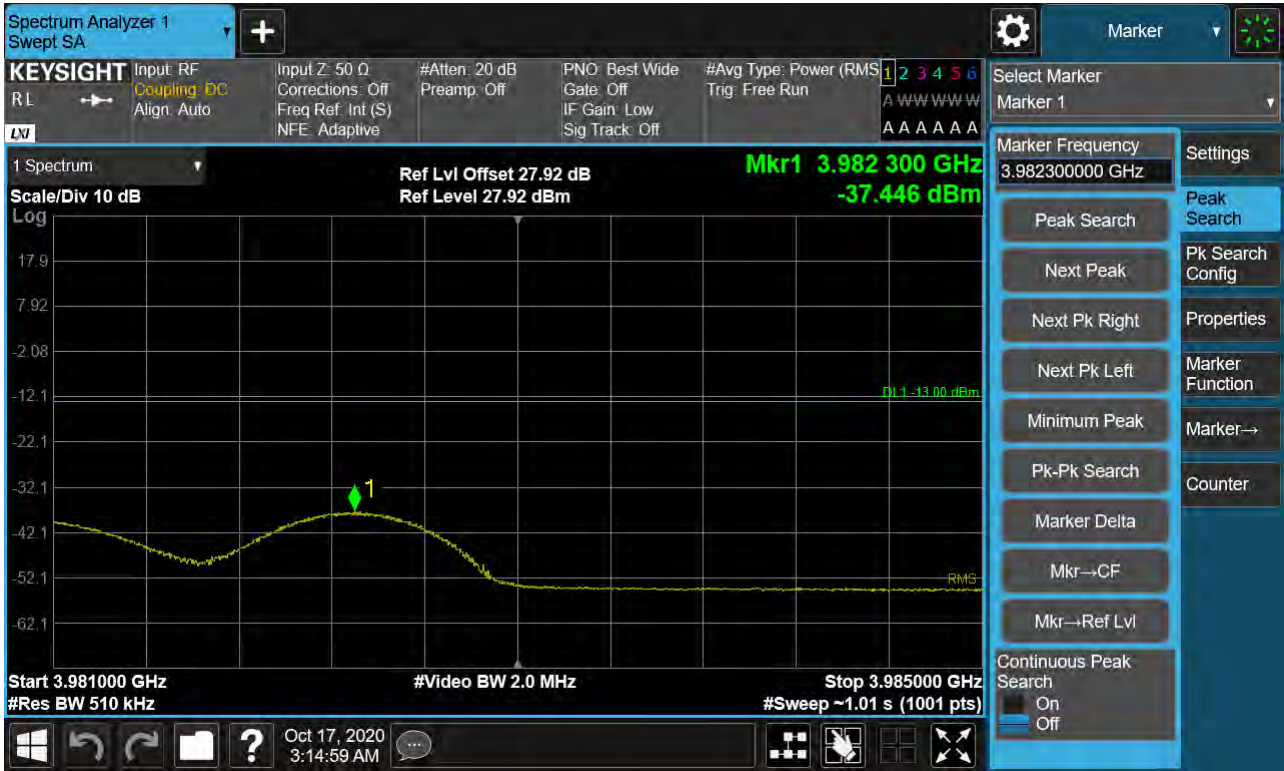 Spectrum Analyzer 1
Swept SA
+
Marker
KEYSIGHT
R L
LXI
Input: RF
Coupling: DC
Align: Auto
Input Z: 50 Ω
Corrections: Off
Freq Ref: Int (S)
NFE: Adaptive
#Atten: 20 dB
Preamp: Off
PNO: Best Wide
Gate: Off
IF Gain: Low
Sig Track: Off
#Avg Type: Power (RMS
Trig: Free Run
1 2 3 4 5 6
A W W W W W
A A A A A A
Select Marker
Marker 1
1 Spectrum
Scale/Div 10 dB
Log
Ref Lvl Offset 27.92 dB
Ref Level 27.92 dBm
Mkr1 3.982 300 GHz
-37.446 dBm
17.9
7.92
-2.08
-12.1
-22.1
-32.1
-42.1
-52.1
-62.1
DL1 -13.00 dBm
1
RMS
Start 3.981000 GHz
#Res BW 510 kHz
#Video BW 2.0 MHz
Stop 3.985000 GHz
#Sweep ~1.01 s (1001 pts)
Marker Frequency
3.982300000 GHz
Peak Search
Next Peak
Next Pk Right
Next Pk Left
Minimum Peak
Pk-Pk Search
Marker Delta
Mkr→CF
Mkr→Ref Lvl
Continuous Peak
Search
On
Off
Settings
Peak
Search
Pk Search
Config
Properties
Marker
Function
Marker→
Counter
?
Oct 17, 2020
3:14:59 AM